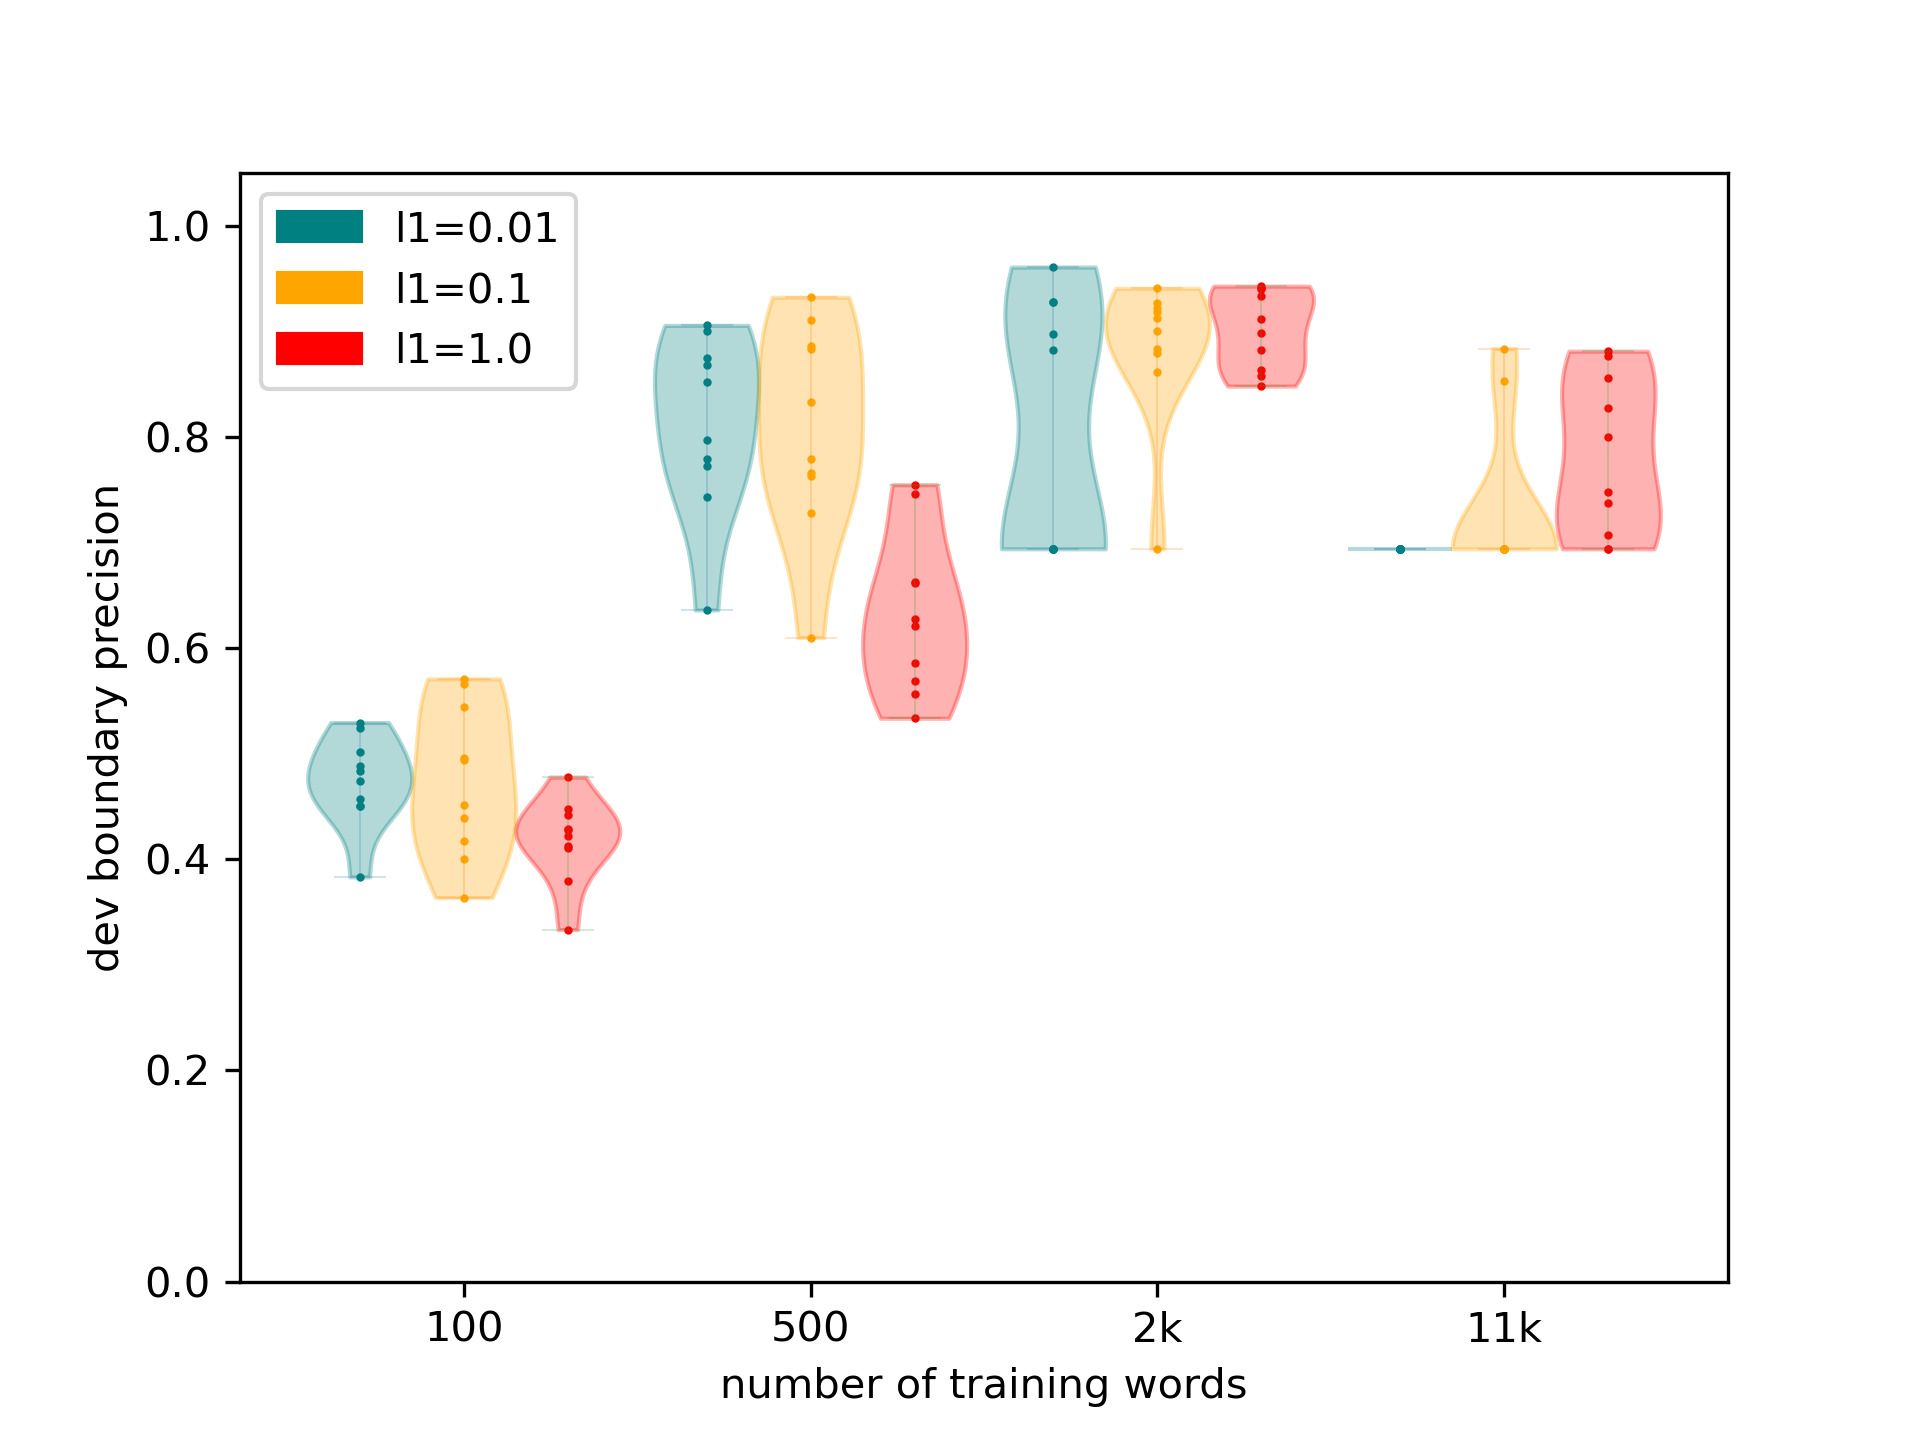 l1=0.01
l1=0.1
l1=1.0
1.0
0.8
0.6
0.4
0.2
0.0
dev boundary precision
100 500 2k 11k
number of training words